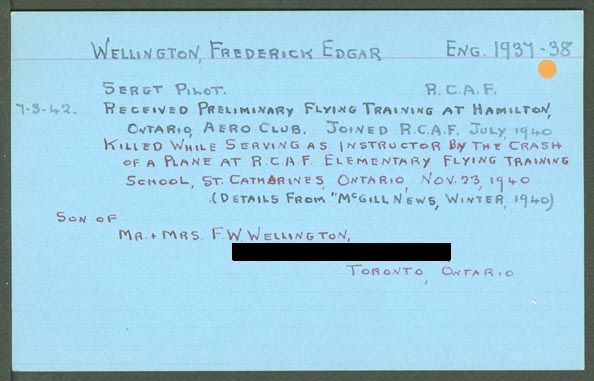 WELLINGTON, FREDERICK EDGAR ENG. 1937-38
SERGT PILOT. R.C.A.F.
7-3-42. RECEIVED PRELIMINARY FLYING TRAINING AT HAMILTON,
ONTARIO, AERO CLUB. JOINED R.C.A.F. JULY, 1940
KILLED WHILE SERVING AS INSTRUCTOR BY THE CRASH
OF A PLANE AT R.C.A.F. ELEMENTARY FLYING TRAINING
SCHOOL, ST. CATHARINES ONTARIO, NOV. 23, 1940
(DETAILS FROM "MCGILL NEWS, WINTER, 1940)
SON OF
MR. + MRS. F.W WELLINGTON,
TORONTO, ONTARIO